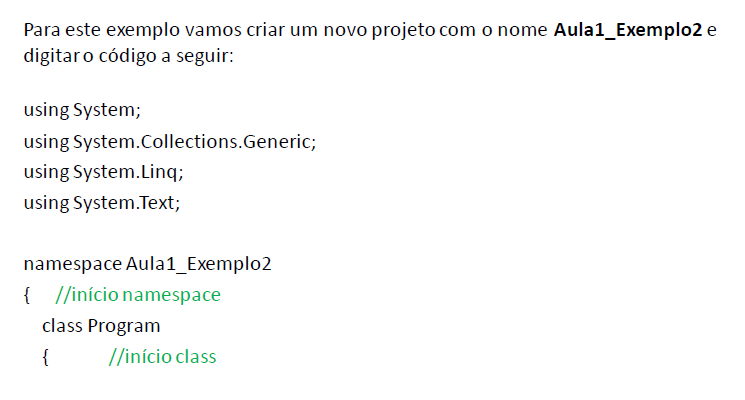 Para este exemplo vamos criar um novo projeto com o nome Aula1_Exemplo2 e
digitar o código a seguir:
using System;
using System.Collections.Generic;
using System.Linq;
using System.Text;
namespace Aula1_Exemplo2
{ //início namespace
class Program
{ //início class